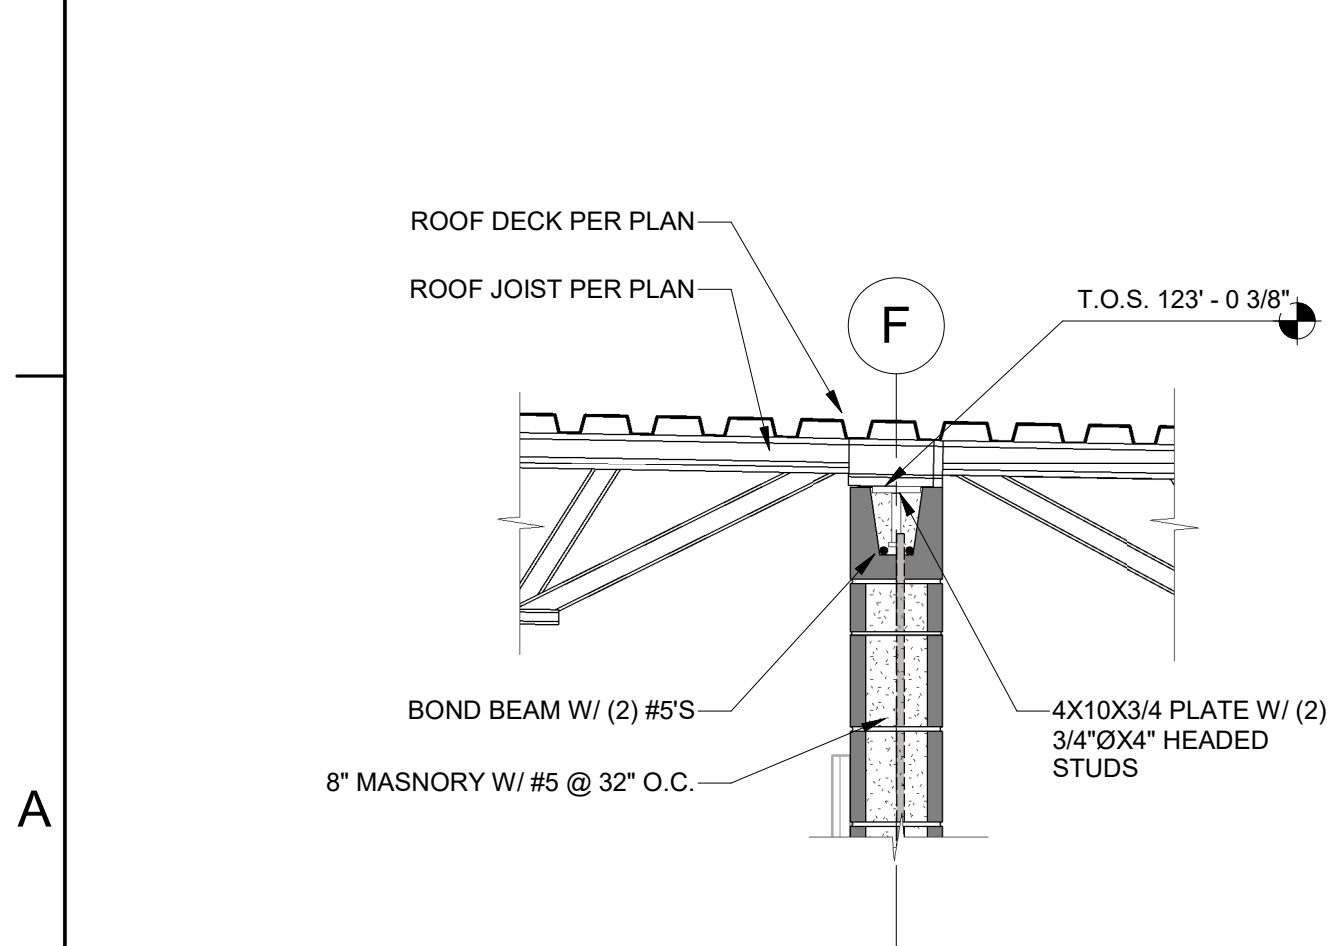 ROOF DECK PER PLAN
ROOF JOIST PER PLAN
F
T.O.S. 123' - 0 3/8"
BOND BEAM W/ (2) #5'S
8" MASNORY W/ #5 @ 32" O.C.
4X10X3/4 PLATE W/ (2)
3/4"ØX4" HEADED
STUDS
A